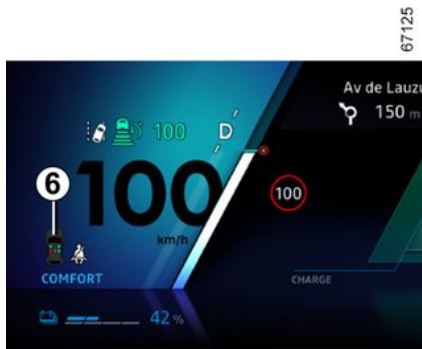 67125
Av de Lauzu
150 m
100
D
6
100
km/h
100
COMFORT
CHARGE
42 %